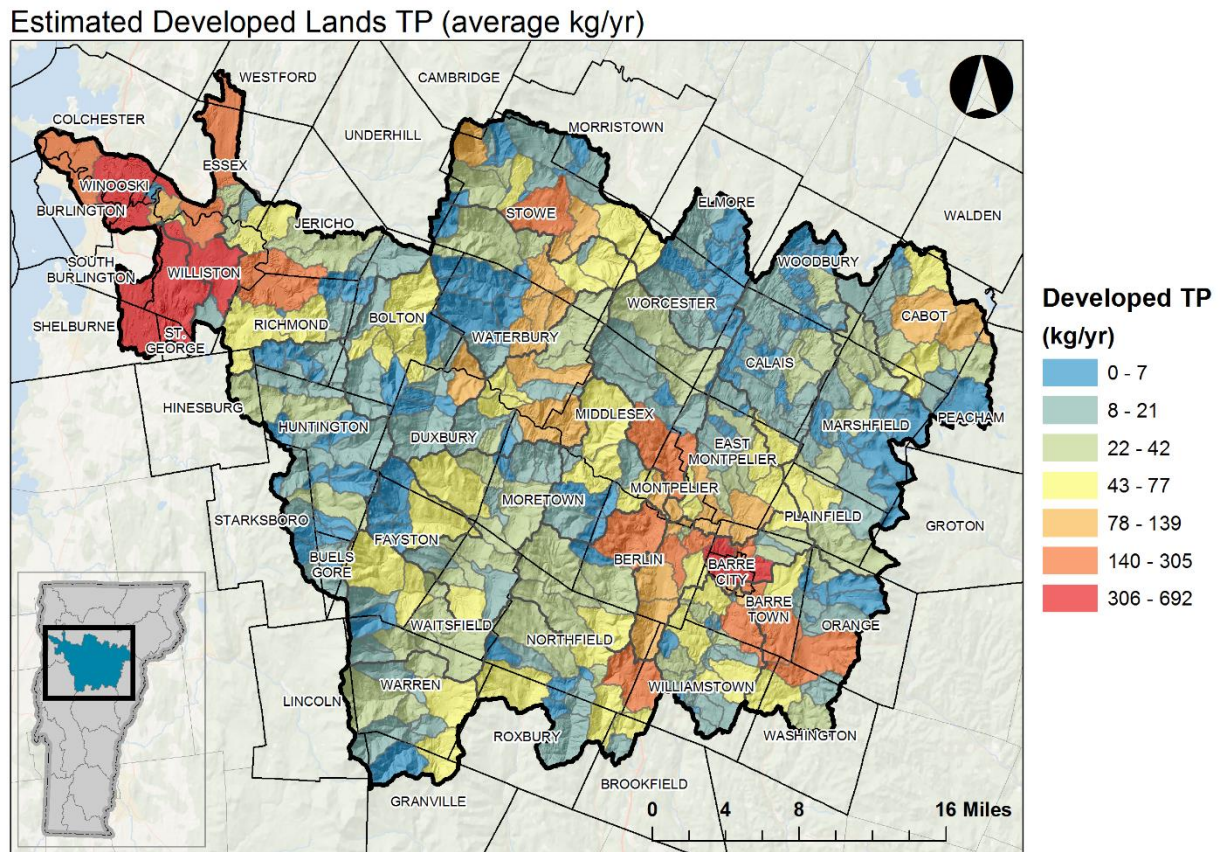 Estimated Developed Lands TP (average kg/yr)
WESTFORD
CAMBRIDGE
COLCHESTER
UNDERHILL
MORRISTOWN
ESSEX
WINOOSKI
WALDEN
BURLINGTON
JERICHO
STOWE
ELMORE
SOUTH
BURLINGTON
WILLISTON
WOODBURY
WORCESTER
SHELBURNE
ST.
GEORGE
RICHMOND
BOLTON
WATERBURY
CABOT
CALAIS
HINESBURG
HUNTINGTON
DUXBURY
MIDDLESEX
MARSHFIELD
PEACHAM
EAST
MONTPELIER
MONTPELIER
MORETOWN
PLAINFIELD
STARKSBORO
GROTON
FAYSTON
BUELS
GORE
BERLIN
BARRE
CITY
BARRE
TOWN
ORANGE
WAITSFIELD
NORTHFIELD
LINCOLN
WARREN
WILLIAMSTOWN
ROXBURY
WASHINGTON
BROOKFIELD
GRANVILLE
0 4 8 16 Miles
Developed TP
(kg/yr)
0 - 7
8 - 21
22 - 42
43 - 77
78 - 139
140 - 305
306 - 692